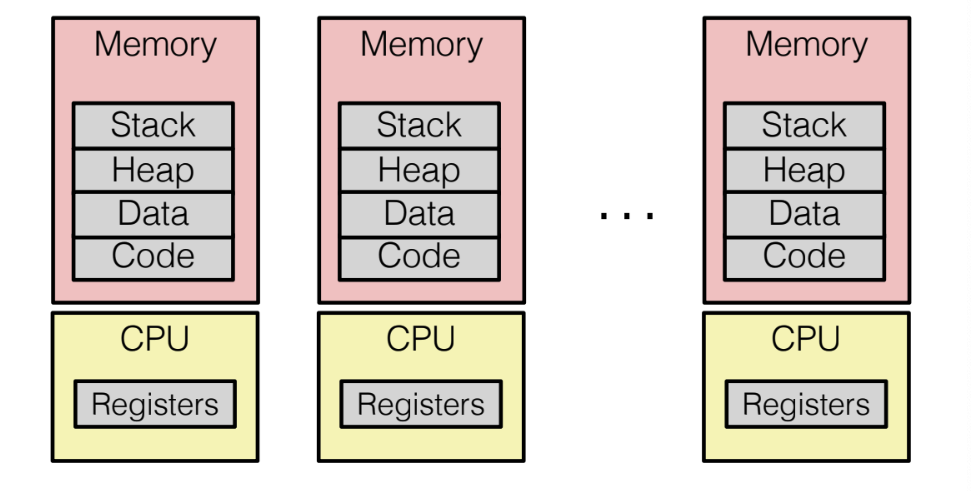 Memory
Stack
Heap
Data
Code
CPU
Registers
Memory
Stack
Heap
Data
Code
CPU
Registers
...
Memory
Stack
Heap
Data
Code
CPU
Registers